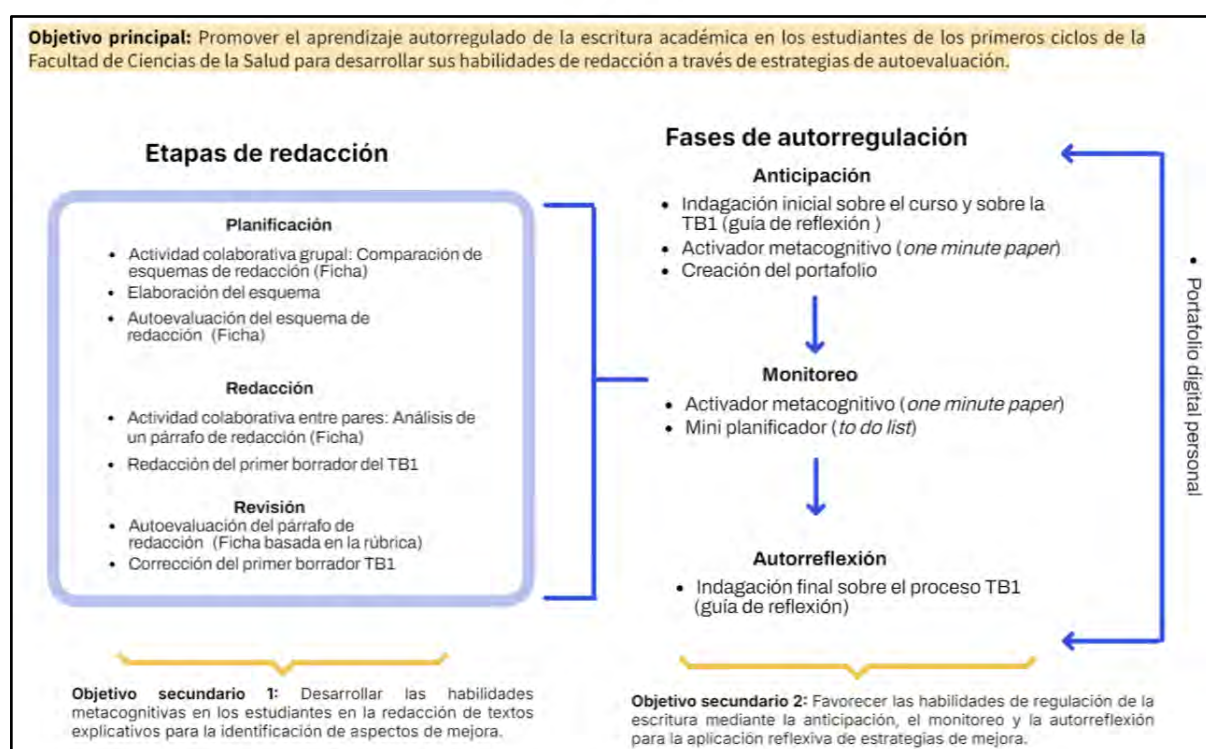 Objetivo principal: Promover el aprendizaje autorregulado de la escritura académica en los estudiantes de los primeros ciclos de la
Facultad de Ciencias de la Salud para desarrollar sus habilidades de redacción a través de estrategias de autoevaluación.
Etapas de redacción
Planificación
• Actividad colaborativa grupal: Comparación de
esquemas de redacción (Ficha)
• Elaboración del esquema
• Autoevaluación del esquema de
redacción (Ficha)
Redacción
• Actividad colaborativa entre pares: Análisis de
un párrafo de redacción (Ficha)
• Redacción del primer borrador del TB1
Revisión
• Autoevaluación del párrafo de
redacción (Ficha basada en la rúbrica)
• Corrección del primer borrador TB1
Objetivo secundario 1: Desarrollar las habilidades
metacognitivas en los estudiantes en la redacción de textos
explicativos para la identificación de aspectos de mejora.
Fases de autorregulación
Anticipación
• Indagación inicial sobre el curso y sobre la
TB1 (guía de reflexión )
• Activador metacognitivo (one minute paper)
• Creación del portafolio
Monitoreo
• Activador metacognitivo (one minute paper)
• Mini planificador (to do list)
Autorreflexión
• Indagación final sobre el proceso TB1
(guía de reflexión)
Objetivo secundario 2: Favorecer las habilidades de regulación de la
escritura mediante la anticipación, el monitoreo y la autorreflexión
para la aplicación reflexiva de estrategias de mejora.
• Portafolio digital personal